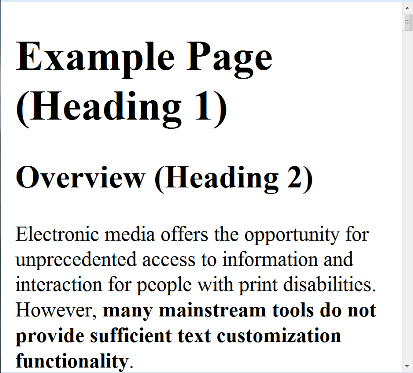 Example Page
(Heading 1)
Overview (Heading 2)
Electronic media offers the opportunity for
unprecedented access to information and
interaction for people with print disabilities.
However, many mainstream tools do not
provide sufficient text customization
functionality.